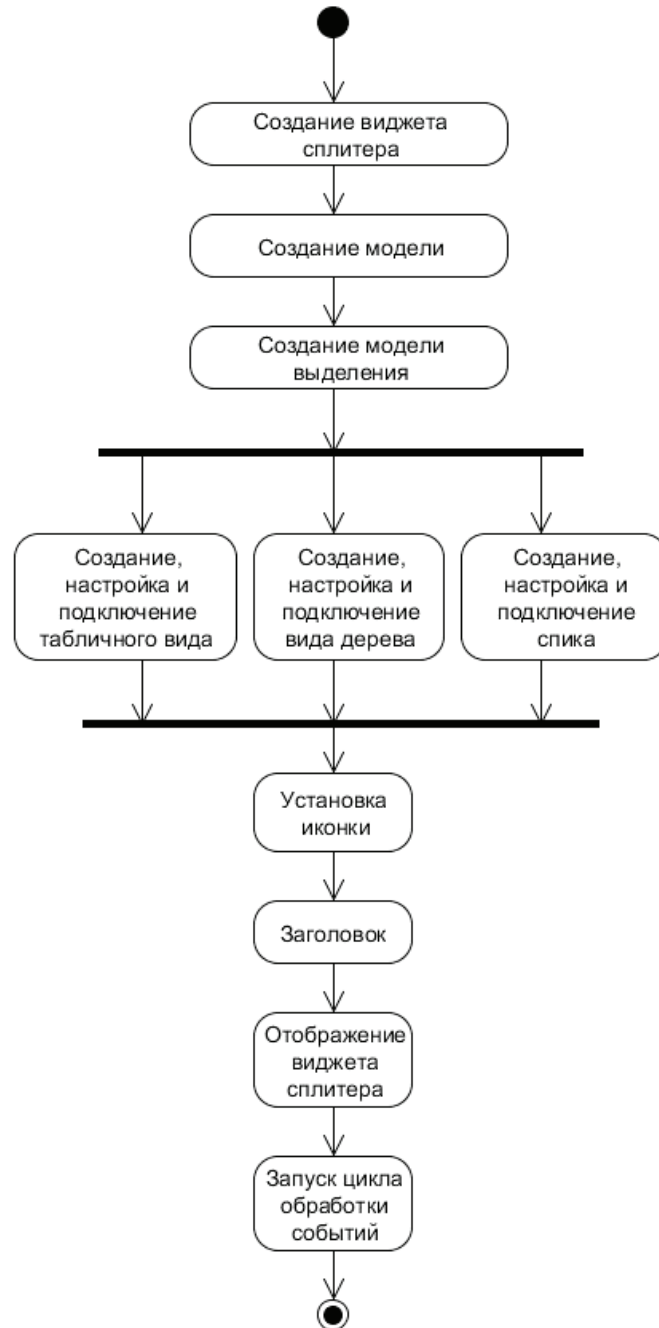 Создание виджета
сплитера
Создание модели
Создание модели
выделения
Создание,
настройка и
подключение
табличного вида
Создание,
настройка и
подключение
вида дерева
Создание,
настройка и
подключение
спика
Установка
иконки
Заголовок
Отображение
виджета
сплитера
Запуск цикла
обработки
событий